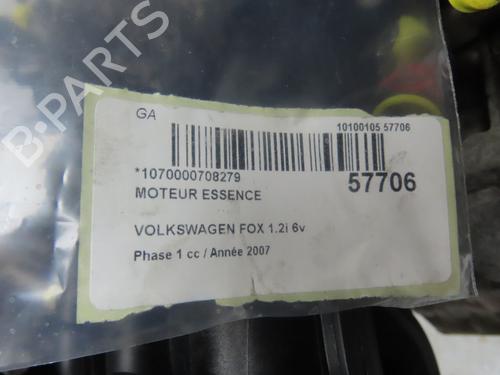 B-PARTS
GA
10100105 57706
*1070000708279
57706
MOTEUR ESSENCE
VOLKSWAGEN FOX 1.2i 6v
Phase 1 cc / Année 2007